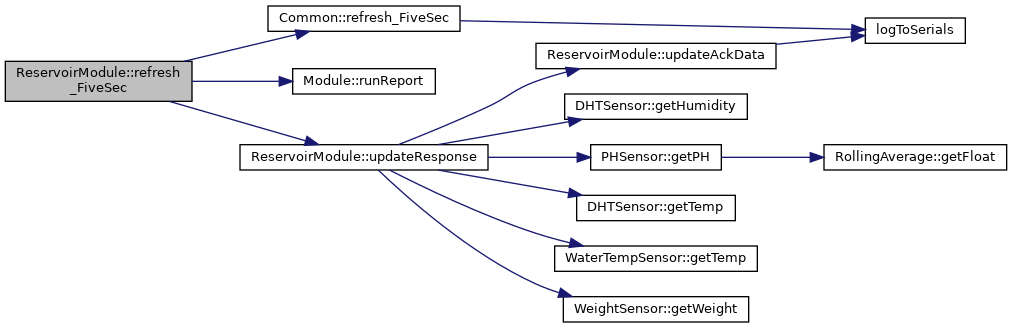 ReservoirModule::refresh
_FiveSec
Common::refresh_FiveSec
logToSerials
Module::runReport
ReservoirModule::updateResponse
ReservoirModule::updateAckData
DHTSensor::getHumidity
PHSensor::getPH
RollingAverage::getFloat
DHTSensor::getTemp
WaterTempSensor::getTemp
WeightSensor::getWeight